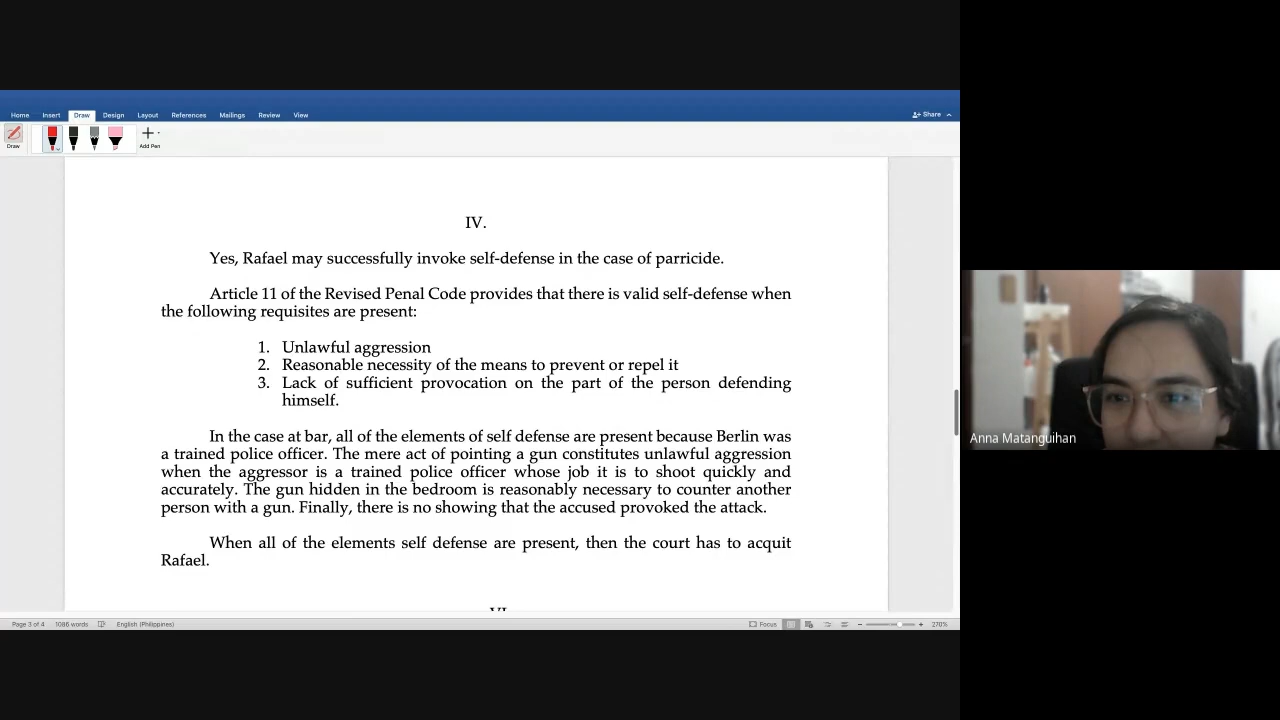 Home Insert Draw Design Layout References Mailings Review View Share
Draw Add Pen
IV.
Yes, Rafael may successfully invoke self-defense in the case of parricide.
Article 11 of the Revised Penal Code provides that there is valid self-defense when
the following requisites are present:
1. Unlawful aggression
2. Reasonable necessity of the means to prevent or repel it
3. Lack of sufficient provocation on the part of the person defending
himself.
In the case at bar, all of the elements of self defense are present because Berlin was
a trained police officer. The mere act of pointing a gun constitutes unlawful aggression
when the aggressor is a trained police officer whose job it is to shoot quickly and
accurately. The gun hidden in the bedroom is reasonably necessary to counter another
person with a gun. Finally, there is no showing that the accused provoked the attack.
When all of the elements self defense are present, then the court has to acquit
Rafael.
VI
Page 3 of 4 1086 words English (Philippines) Focus 270%
Anna Matanguihan